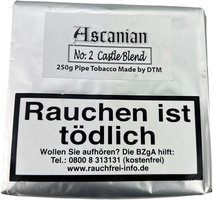 Ascanian
No: 2 Castle Blend
250g Pipe Tobacco Made by DTM
Rauchen ist
tödlich
Wollen Sie aufhören? Die BZgA hilft:
Tel.: 0800 8 313131 (kostenfrei)
www.rauchfrei-info.de